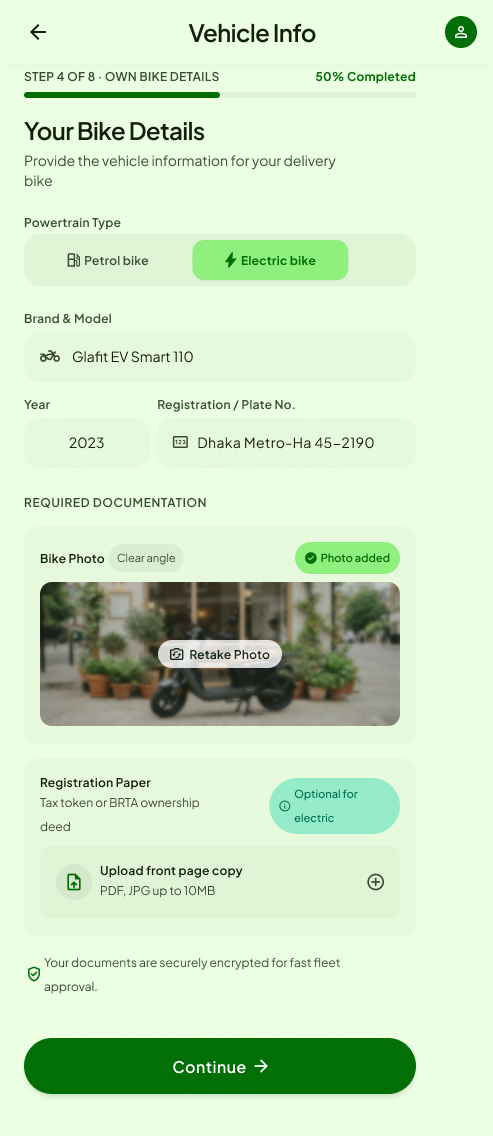 Vehicle Info
STEP 4 OF 8 · OWN BIKE DETAILS
50% Completed
Your Bike Details
Provide the vehicle information for your delivery
bike
Powertrain Type
Petrol bike
Electric bike
Brand & Model
Glafit EV Smart 110
Year
Registration / Plate No.
2023
123
Dhaka Metro-Ha 45-2190
REQUIRED DOCUMENTATION
Bike Photo
Clear angle
Photo added
Retake Photo
Registration Paper
Tax token or BRTA ownership
deed
Optional for
electric
Upload front page copy
PDF, JPG up to 10MB
Your documents are securely encrypted for fast fleet
approval.
Continue